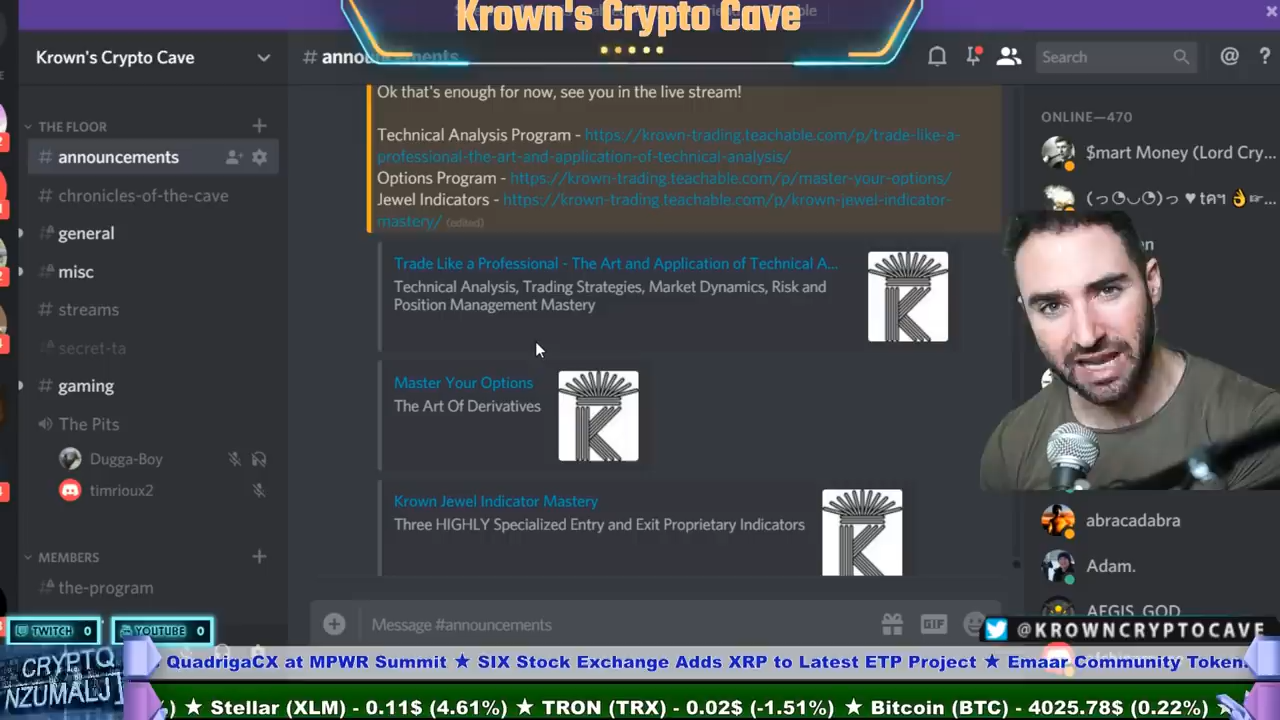 Krown's Crypto Cave
Krown's Crypto Cave
# announcements
Search
@ ?
THE FLOOR
# announcements
# chronicles-of-the-cave
general
misc
# streams
secret-ta
# gaming
The Pits
Dugga-Boy
timrioux2
MEMBERS
the-program
Ok that's enough for now, see you in the live stream!
Technical Analysis Program - https://krown-trading.teachable.com/p/trade-like-a-
professional-the-art-and-application-of-technical-analysis/
Options Program - https://krown-trading.teachable.com/p/master-your-options/
Jewel Indicators - https://krown-trading.teachable.com/p/krown-jewel-indicator-
mastery/ (edited)
Trade Like a Professional - The Art and Application of Technical A...
Technical Analysis, Trading Strategies, Market Dynamics, Risk and
Position Management Mastery
K
Master Your Options
The Art Of Derivatives
K
Krown Jewel Indicator Mastery
Three HIGHLY Specialized Entry and Exit Proprietary Indicators
K
Message #announcements
GIF
ONLINE—470
$mart Money (Lord Cry...
abracadabra
Adam.
AEGIS_GOD
TWITCH 0
YOUTUBE 0
@KROWNCRYPTOCAVE
QuadrigaCX at MPWR Summit ★ SIX Stock Exchange Adds XRP to Latest ETP Project ★ Emaar Community Token
) ★ Stellar (XLM) - 0.11$ (4.61%) ★ TRON (TRX) - 0.02$ (-1.51%) ★ Bitcoin (BTC) - 4025.78$ (0.22%)